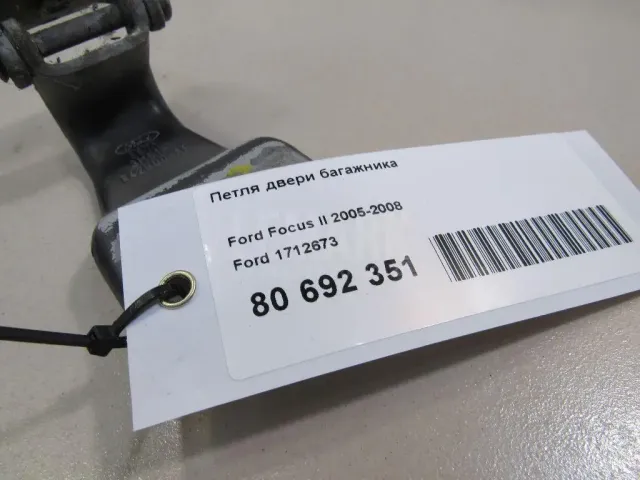 Петля двери багажника
Ford Focus II 2005-2008
Ford 1712673
80 692 351